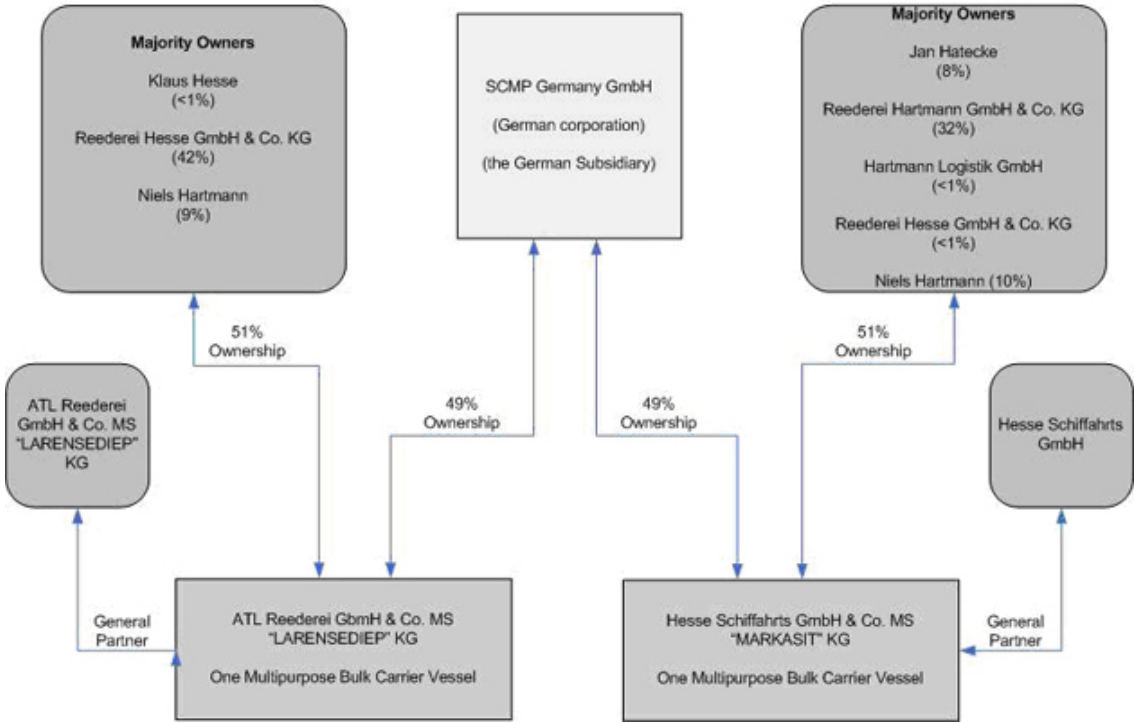 Majority Owners
Klaus Hesse
(<1%)
Reederei Hesse GmbH & Co. KG
(42%)
Niels Hartmann
(9%)
SCMP Germany GmbH
(German corporation)
(the German Subsidiary)
Majority Owners
Jan Hatecke
(8%)
Reederei Hartmann GmbH & Co. KG
(32%)
Hartmann Logistik GmbH
(<1%)
Reederei Hesse GmbH & Co. KG
(<1%)
Niels Hartmann (10%)
51%
Ownership
49%
Ownership
49%
Ownership
51%
Ownership
ATL Reederei
GmbH & Co. MS
"LARENSEDIEP"
KG
Hesse Schiffahrts
GmbH
General
Partner
ATL Reederei GbmH & Co. MS
"LARENSEDIEP" KG
One Multipurpose Bulk Carrier Vessel
Hesse Schiffahrts GmbH & Co. MS
"MARKASIT" KG
One Multipurpose Bulk Carrier Vessel
General
Partner